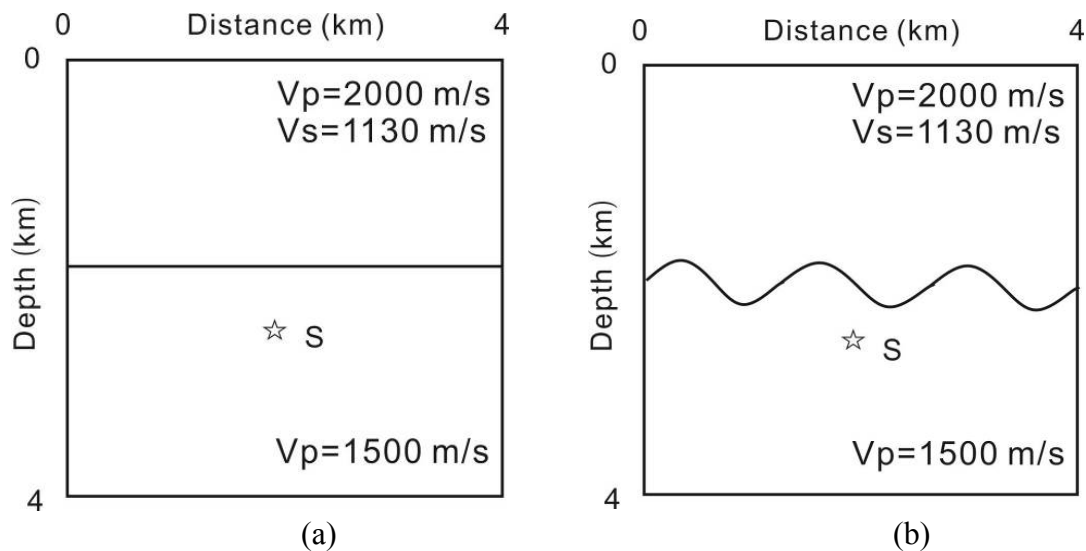 0 Distance (km) 4
0
Vp=2000 m/s
Vs=1130 m/s
Depth (km)
S
Vp=1500 m/s
4
(a)
0 Distance (km) 4
0
Vp=2000 m/s
Vs=1130 m/s
Depth (km)
S
Vp=1500 m/s
4
(b)